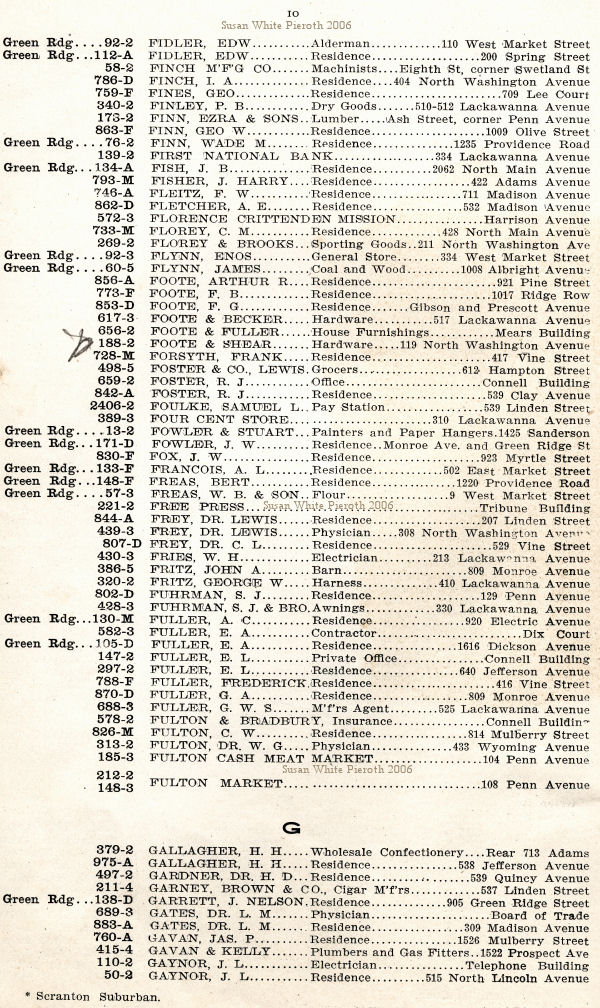 10
Susan White Pieroth 2006
Green Rdg....92-2 FIDLER, EDW..........Alderman..............110 West Market Street
Green Rdg...112-A FIDLER, EDW..........Residence................200 Spring Street
58-2 FINCH M'F'G CO....Machinists....Eighth St, corner Swetland St
786-D FINCH, I. A..........Residence....404 North Washington Avenue
759-F FINES, GEO..........Residence....................709 Lee Court
340-2 FINLEY, P. B..........Dry Goods......510-512 Lackawanna Avenue
173-2 FINN, EZRA & SONS..Lumber....Ash Street, corner Penn Avenue
863-F FINN, GEO W..........Residence....................1009 Olive Street
Green Rdg....76-2 FINN, WADE M..........Residence..............1235 Providence Road
139-2 FIRST NATIONAL BANK..................334 Lackawanna Avenue
Green Rdg...134-A FISH, J. B..........Residence............2062 North Main Avenue
793-M FISHER, J. HARRY....Residence................422 Adams Avenue
746-A FLEITZ, F. W..........Residence..............711 Madison Avenue
862-D FLETCHER, A. E..........Residence..............532 Madison Avenue
572-3 FLORENCE CRITTENDEN MISSION..............Harrison Avenue
733-M FLOREY, C. M..........Residence..........428 North Main Avenue
269-2 FLOREY & BROOKS...Sporting Goods..211 North Washington Ave
Green Rdg....92-3 FLYNN, ENOS..........General Store........334 West Market Street
Green Rdg....60-5 FLYNN, JAMES..........Coal and Wood..........1008 Albright Avenue
856-A FOOTE, ARTHUR R....Residence....................921 Pine Street
773-F FOOTE, F. B..........Residence..................1017 Ridge Row
853-D FOOTE, F. G..........Residence........Gibson and Prescott Avenue
617-3 FOOTE & BECKER....Hardware..........517 Lackawanna Avenue
656-2 FOOTE & FULLER....House Furnishings..........Mears Building
188-2 FOOTE & SHEAR......Hardware....119 North Washington Avenue
728-M FORSYTH, FRANK....Residence....................417 Vine Street
498-5 FOSTER & CO., LEWIS.Grocers................612 Hampton Street
659-2 FOSTER, R. J..........Office..................Connell Building
842-A FOSTER, R. J..........Residence................539 Clay Avenue
2406-2 FOULKE, SAMUEL L..Pay Station................539 Linden Street
389-3 FOUR CENT STORE....................310 Lackawanna Avenue
Green Rdg....13-2 FOWLER & STUART...Painters and Paper Hangers.1425 Sanderson
Green Rdg...171-D FOWLER, J. W..........Residence..Monroe Ave. and Green Ridge St
830-F FOX, J. W..........Residence..................923 Myrtle Street
Green Rdg...133-F FRANCOIS, A. L..........Residence............502 East Market Street
Green Rdg...148-F FREAS, BERT..........Residence............1220 Providence Road
Green Rdg....57-3 FREAS, W. B. & SON..Flour................9 West Market Street
221-2 FREE PRESS..Susan White Pieroth 2006..........Tribune Building
844-A FREY, DR. LEWIS....Residence..................207 Linden Street
439-3 FREY, DR. LEWIS....Physician....308 North Washington Avenue
807-D FREY, DR. C. L......Residence..................529 Vine Street
430-3 FRIES, W. H..........Electrician............213 Lackawanna Avenue
386-5 FRITZ, JOHN A..........Barn..................809 Monroe Avenue
320-2 FRITZ, GEORGE W....Harness............410 Lackawanna Avenue
802-D FUHRMAN, S. J..........Residence................129 Penn Avenue
428-3 FUHRMAN, S. J. & BRO.Awnings..........330 Lackawanna Avenue
Green Rdg...130-M FULLER, A. C..........Residence..............920 Electric Avenue
582-3 FULLER, E. A..........Contractor......................Dix Court
Green Rdg...105-D FULLER, E. A..........Residence..............1616 Dickson Avenue
147-2 FULLER, E. L..........Private Office............Connell Building
297-2 FULLER, E. L..........Residence..............640 Jefferson Avenue
788-F FULLER, FREDERICK.Residence..................416 Vine Street
870-D FULLER, G. A..........Residence..............809 Monroe Avenue
688-3 FULLER, G. W. S......M'f'rs Agent......525 Lackawanna Avenue
578-2 FULTON & BRADBURY, Insurance..............Connell Building
826-M FULTON, C. W..........Residence..............814 Mulberry Street
313-2 FULTON, DR. W. G....Physician..........433 Wyoming Avenue
185-3 FULTON CASH MEAT MARKET..................104 Penn Avenue
Susan White Pieroth 2006
212-2
148-3 FULTON MARKET..............................108 Penn Avenue
G
379-2 GALLAGHER, H. H.....Wholesale Confectionery....Rear 713 Adams
975-A GALLAGHER, H. H.....Residence............538 Jefferson Avenue
497-2 GARDNER, DR. H. D...Residence..............539 Quincy Avenue
211-4 GARNEY, BROWN & CO., Cigar M'f'rs..........537 Linden Street
Green Rdg...138-D GARRETT, J. NELSON.Residence..........905 Green Ridge Street
689-3 GATES, DR. L. M......Physician................Board of Trade
883-A GATES, DR. L. M......Residence..............309 Madison Avenue
760-A GAVAN, JAS. P..........Residence..............1526 Mulberry Street
415-4 GAVAN & KELLY......Plumbers and Gas Fitters..1522 Prospect Ave
110-2 GAYNOR, J. L..........Electrician............Telephone Building
50-2 GAYNOR, J. L..........Residence........515 North Lincoln Avenue
* Scranton Suburban.